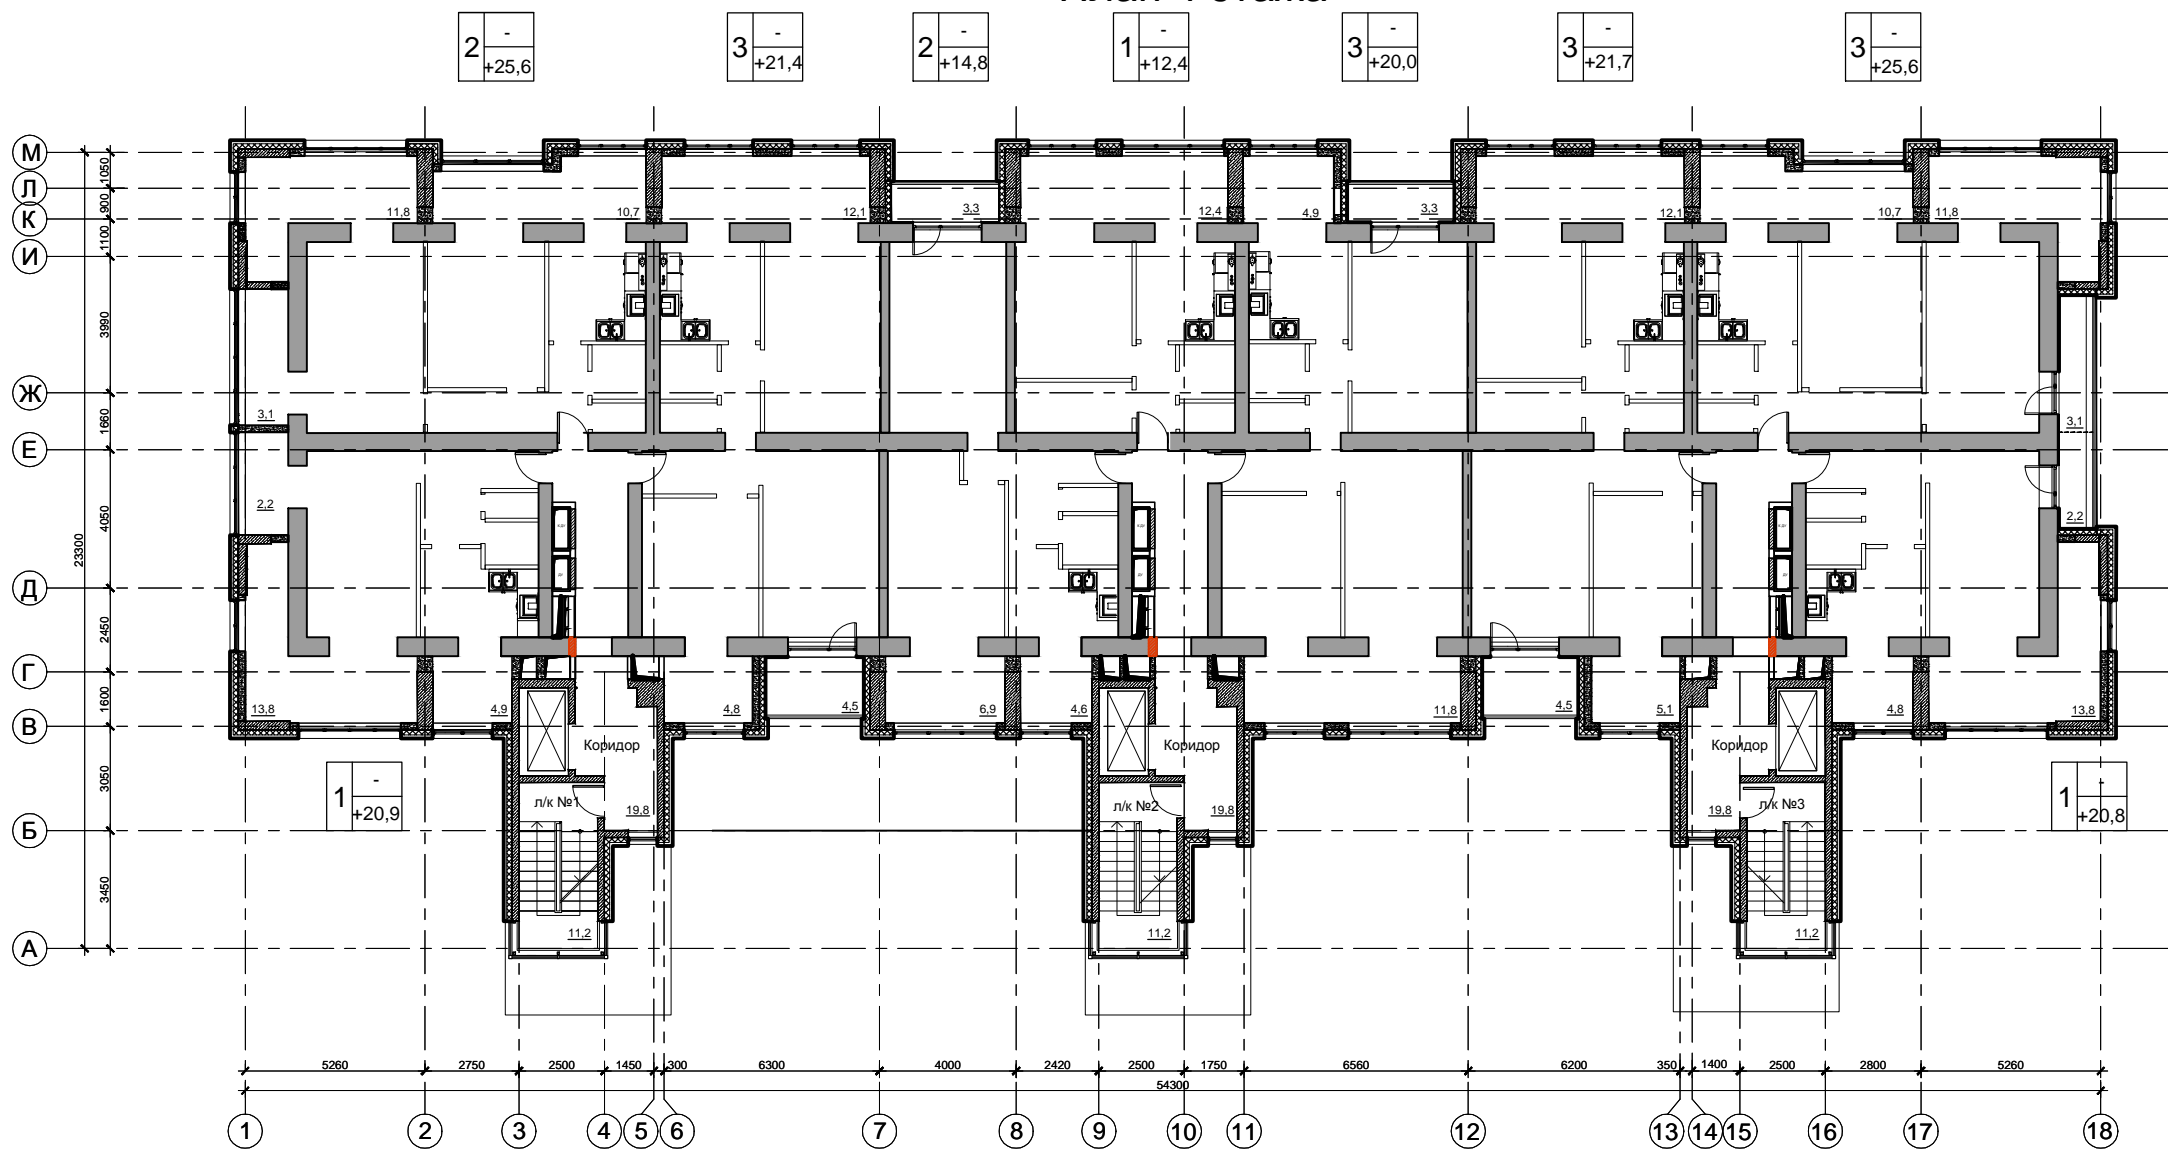 2 - +25,6
3 - +21,4
2 - +14,8
1 - +12,4
3 - +20,0
3 - +21,7
3 - +25,6
М
Л
К
И
Ж
Е
Д
Г
В
Б
А
1050
900
1100
3990
1660
4050
2450
1600
3050
3450
23300
11,8 10,7 12,1 3,3 12,4 4,9 3,3 12,1 10,7 11,8
3,1 3,1
2,2 2,2
13,8 4,9 4,8 4,5 6,9 4,6 11,8 4,5 5,1 4,8 13,8
Коридор Коридор Коридор
1 - +20,9
1 - +20,8
л/к №1 19,8 л/к №2 19,8 19,8 л/к №3
11,2 11,2 11,2
5260 2750 2500 1450 300 6300 4000 2420 2500 1750 6560 6200 350 1400 2500 2800 5260
54300
1 2 3 4 5 6 7 8 9 10 11 12 13 14 15 16 17 18